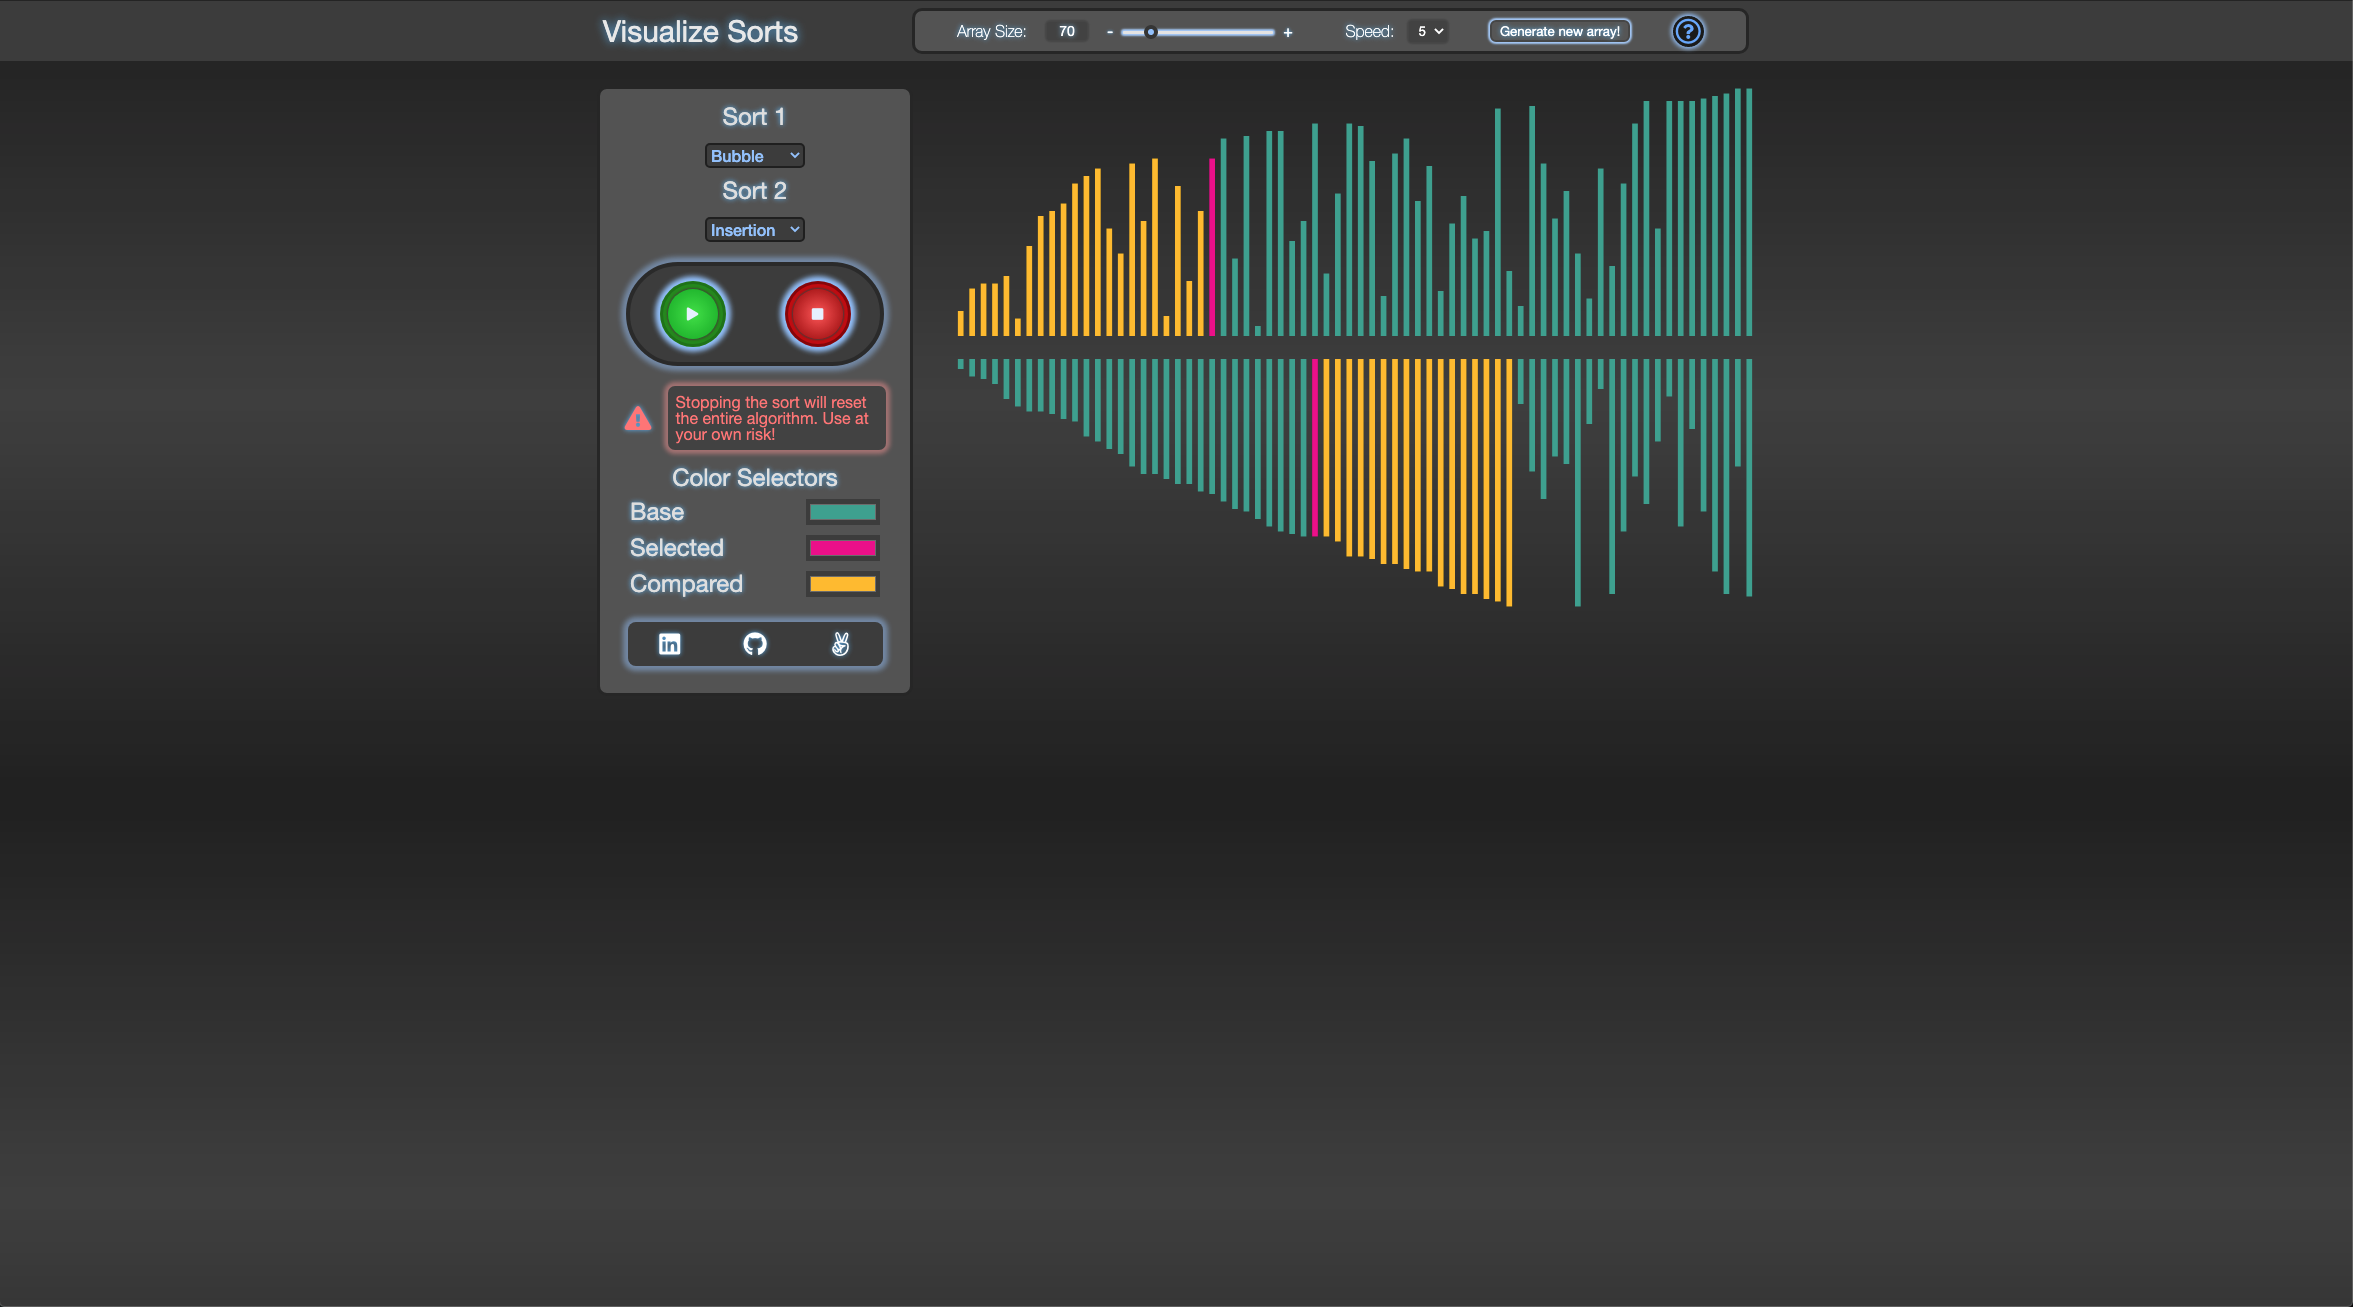 Visualize Sorts
Array Size: 70 - + Speed: 5 Generate new array! ?
Sort 1
Bubble
Sort 2
Insertion
Stopping the sort will reset
the entire algorithm. Use at
your own risk!
Color Selectors
Base
Selected
Compared
in